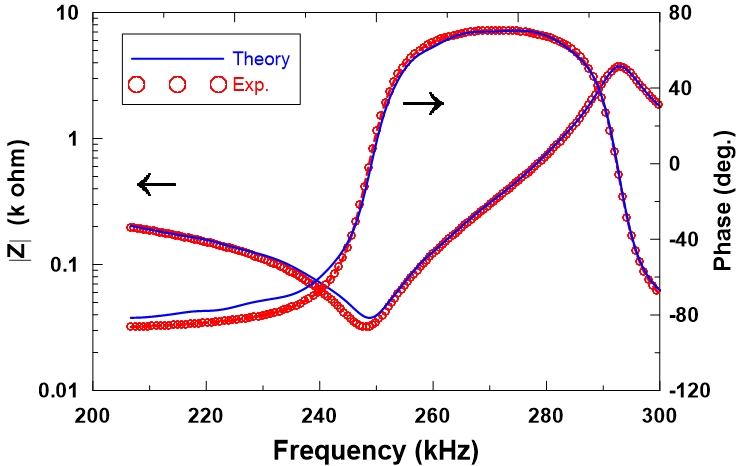 10
1
0.1
0.01
|Z| (k ohm)
Theory
Exp.
80
40
0
-40
-80
-120
Phase (deg.)
200 220 240 260 280 300
Frequency (kHz)